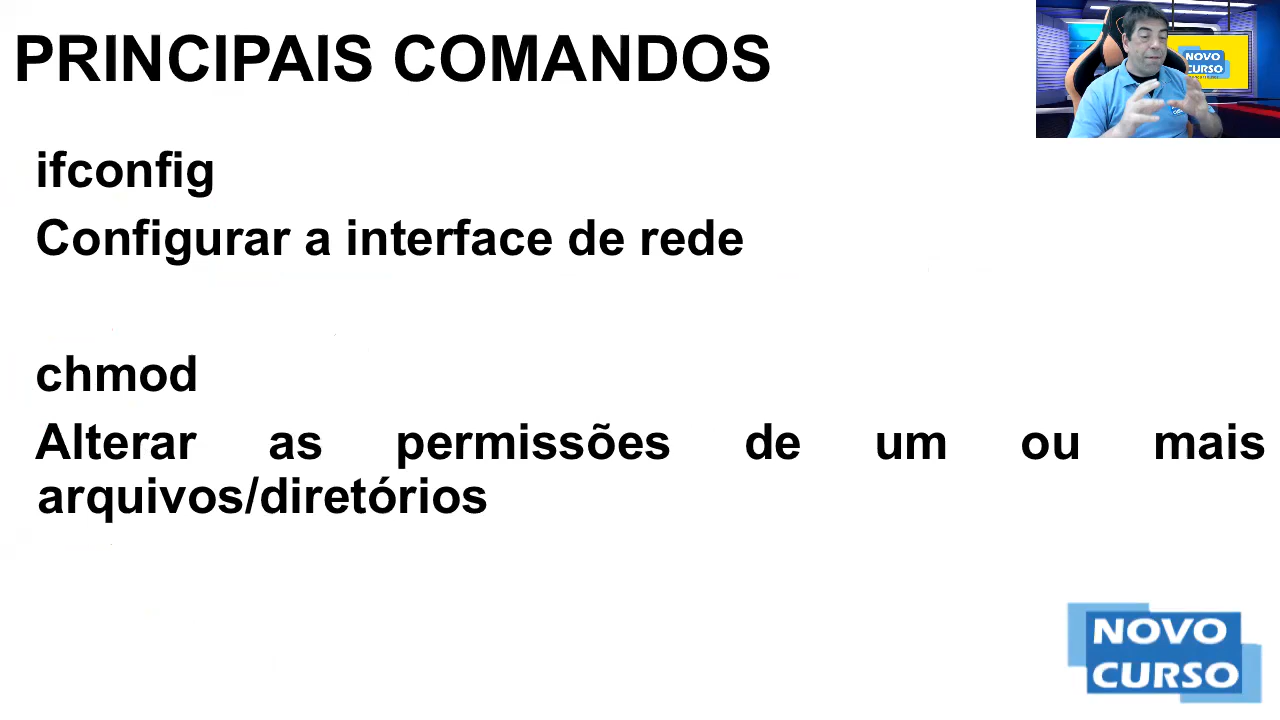 PRINCIPAIS COMANDOS
NOVO
CURSO
ifconfig
Configurar a interface de rede
chmod
Alterar as permissões de um ou mais
arquivos/diretórios
NOVO
CURSO